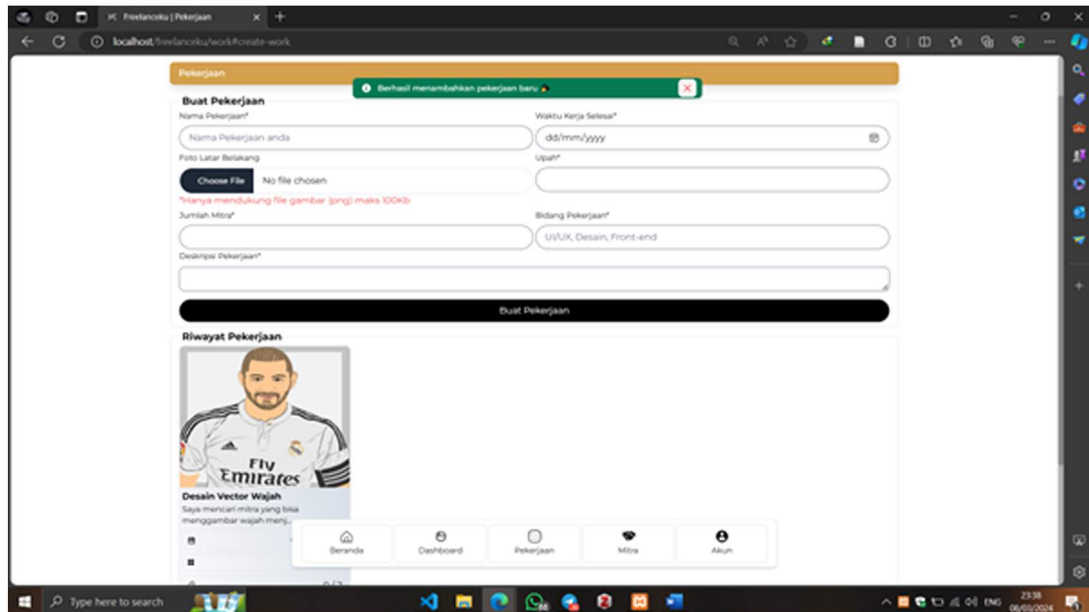 Freelanceku | Pekerjaan
localhost/freelanceku/work#create-work
Pekerjaan
Berhasil menambahkan pekerjaan baru
Buat Pekerjaan
Nama Pekerjaan* Waktu Kerja Selesai*
Nama Pekerjaan anda dd/mm/yyyy
Foto Latar Belakang Upah*
Choose File No file chosen
*Hanya mendukung file gambar (png) maks 100Kb
Jumlah Mitra* Bidang Pekerjaan*
UI/UX, Desain, Front-end
Deskripsi Pekerjaan*
Buat Pekerjaan
Riwayat Pekerjaan
Fly
Emirates
Desain Vector Wajah
Saya mencari mitra yang bisa
menggambar wajah menj...
Beranda Dashboard Pekerjaan Mitra Akun
Type here to search
ENG
23:38
08/03/2024